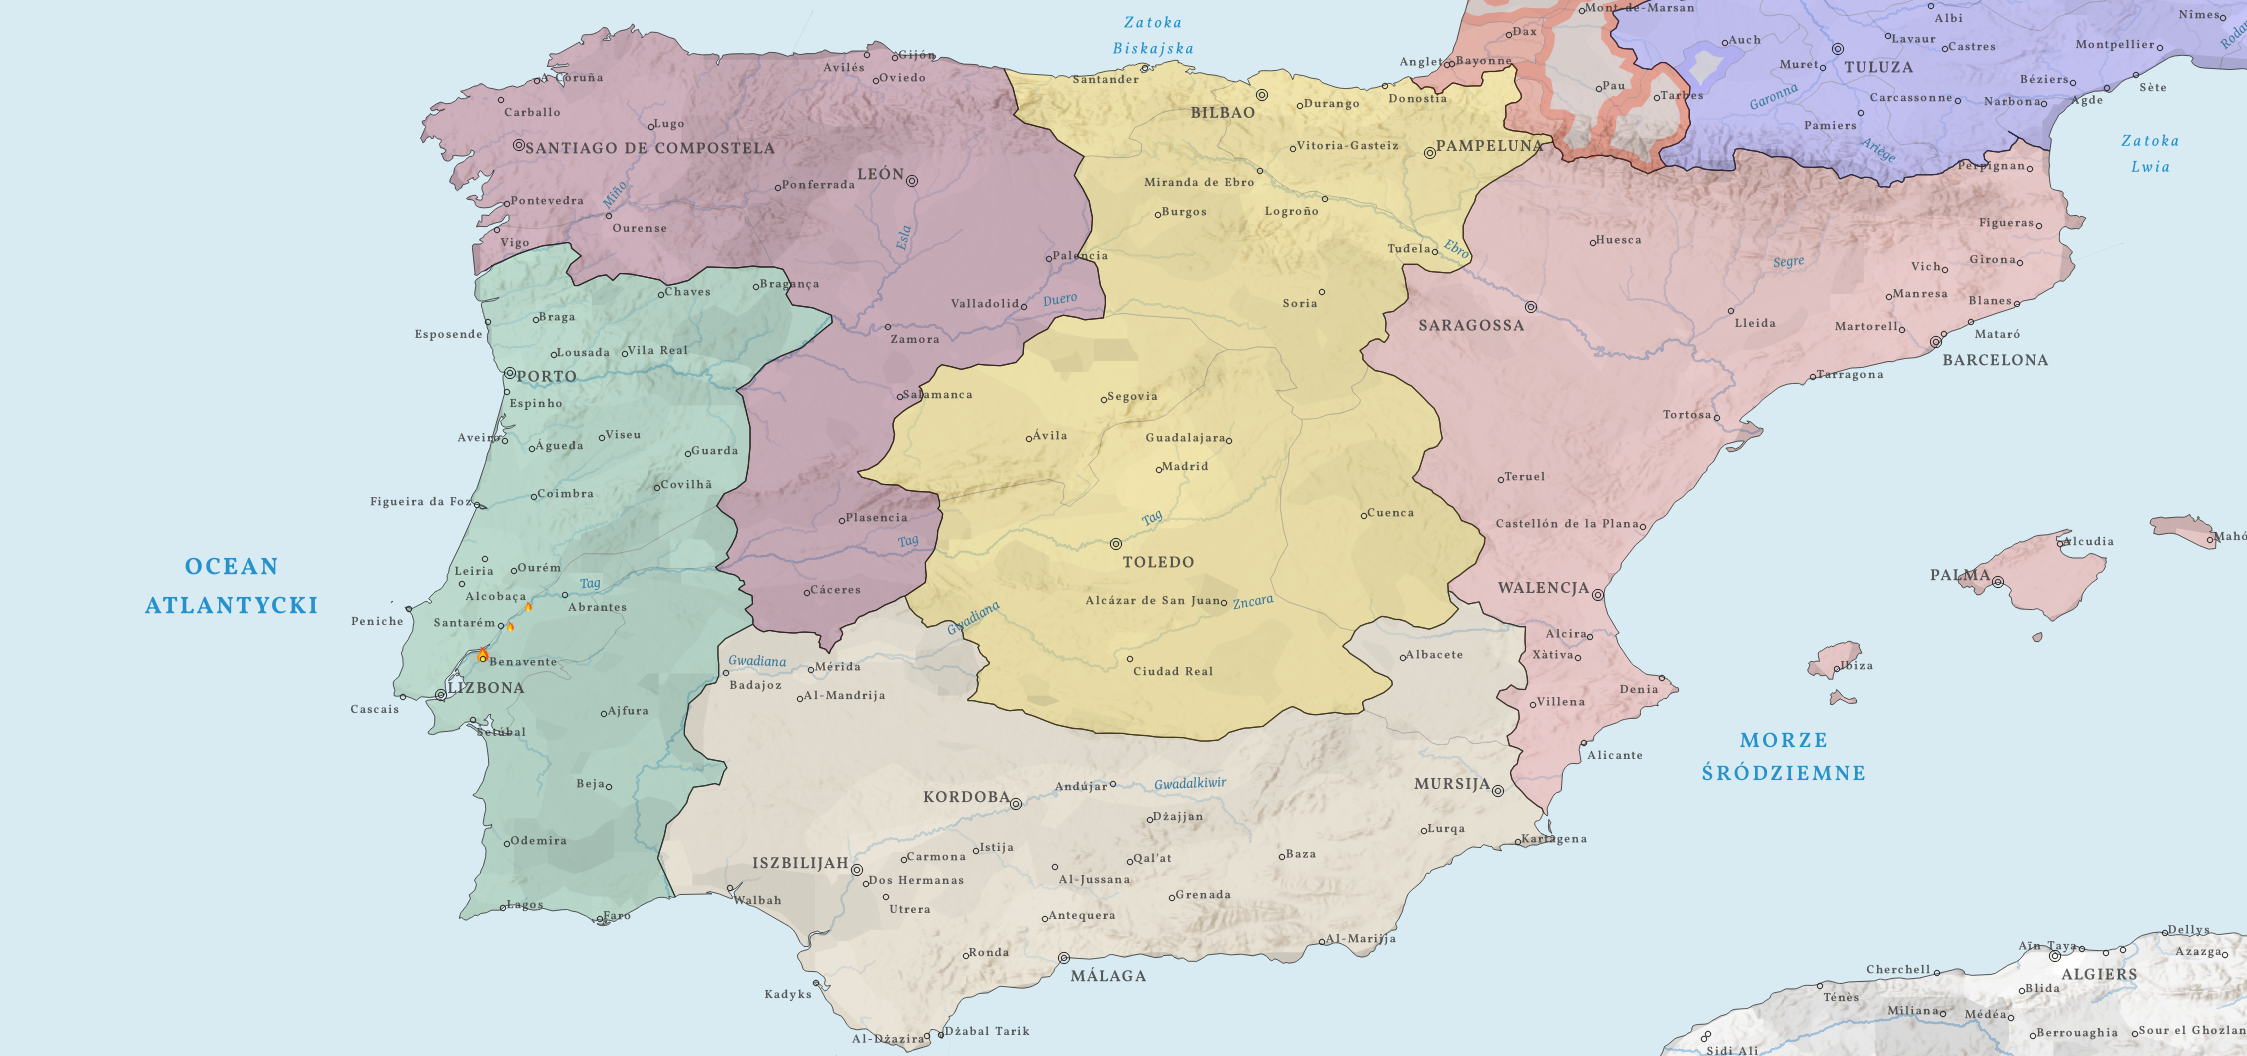 Zatoka
Biskajska
Mont-de-Marsan
Albi
Nîmes
Dax
Auch
Lavaur
Castres
Montpellier
Rodan
Avilés
Gijón
Oviedo
Anglet
Bayonne
Muret
TULUZA
Béziers
Sète
A Coruña
Santander
BILBAO
Durango
Donostia
Pau
Tarbes
Garonna
Carcassonne
Narbona
Agde
Carballo
Lugo
Pamiers
SANTIAGO DE COMPOSTELA
Vitoria-Gasteiz
PAMPELUNA
Ariège
Zatoka
Lwia
LEÓN
Ponferrada
Miranda de Ebro
Perpignan
Miño
Pontevedra
Burgos
Logroño
Ourense
Esla
Vigo
Tudela
Ebro
Huesca
Figueras
Palencia
Segre
Vich
Girona
Bragança
Chaves
Valladolid
Duero
Soria
Manresa
Blanes
Braga
Esposende
SARAGOSSA
Lleida
Martorell
Mataró
Zamora
Lousada
Vila Real
BARCELONA
PORTO
Tarragona
Espinho
Salamanca
Segovia
Tortosa
Aveiro
Águeda
Viseu
Guarda
Ávila
Guadalajara
Madrid
Covilhã
Coimbra
Figueira da Foz
Teruel
Plasencia
Tag
Cuenca
Castellón de la Plana
Tag
Alcudia
Mahó
OCEAN
ATLANTYCKI
Leiria
Ourém
TOLEDO
PALMA
Tag
Alcobaça
Abrantes
Cáceres
Alcázar de San Juan
Zncara
WALENCJA
Peniche
Santarém
Gwadiana
Alcira
Benavente
Gwadiana
Mérida
Albacete
Xàtiva
Ibiza
LIZBONA
Badajoz
Al-Mandrija
Ciudad Real
Denia
Cascais
Ajfura
Villena
Setúbal
MORZE
ŚRÓDZIEMNE
Alicante
Beja
KORDOBA
Andújar
Gwadalkiwir
MURSIJA
Dżajjan
Lurqa
Kartagena
Odemira
ISZBILIJAH
Carmona
Istija
Qal'at
Baza
Dos Hermanas
Al-Jussana
Lagos
Faro
Walbah
Utrera
Antequera
Grenada
Al-Marijja
Ronda
MÁLAGA
Kadyks
Al-Dżazira
Dżabal Tarik
Dellys
Aïn Taya
Azazga
Cherchell
ALGIERS
Ténès
Blida
Miliana
Médéa
Berrouaghia
Sour el Ghozlan
Sidi Ali